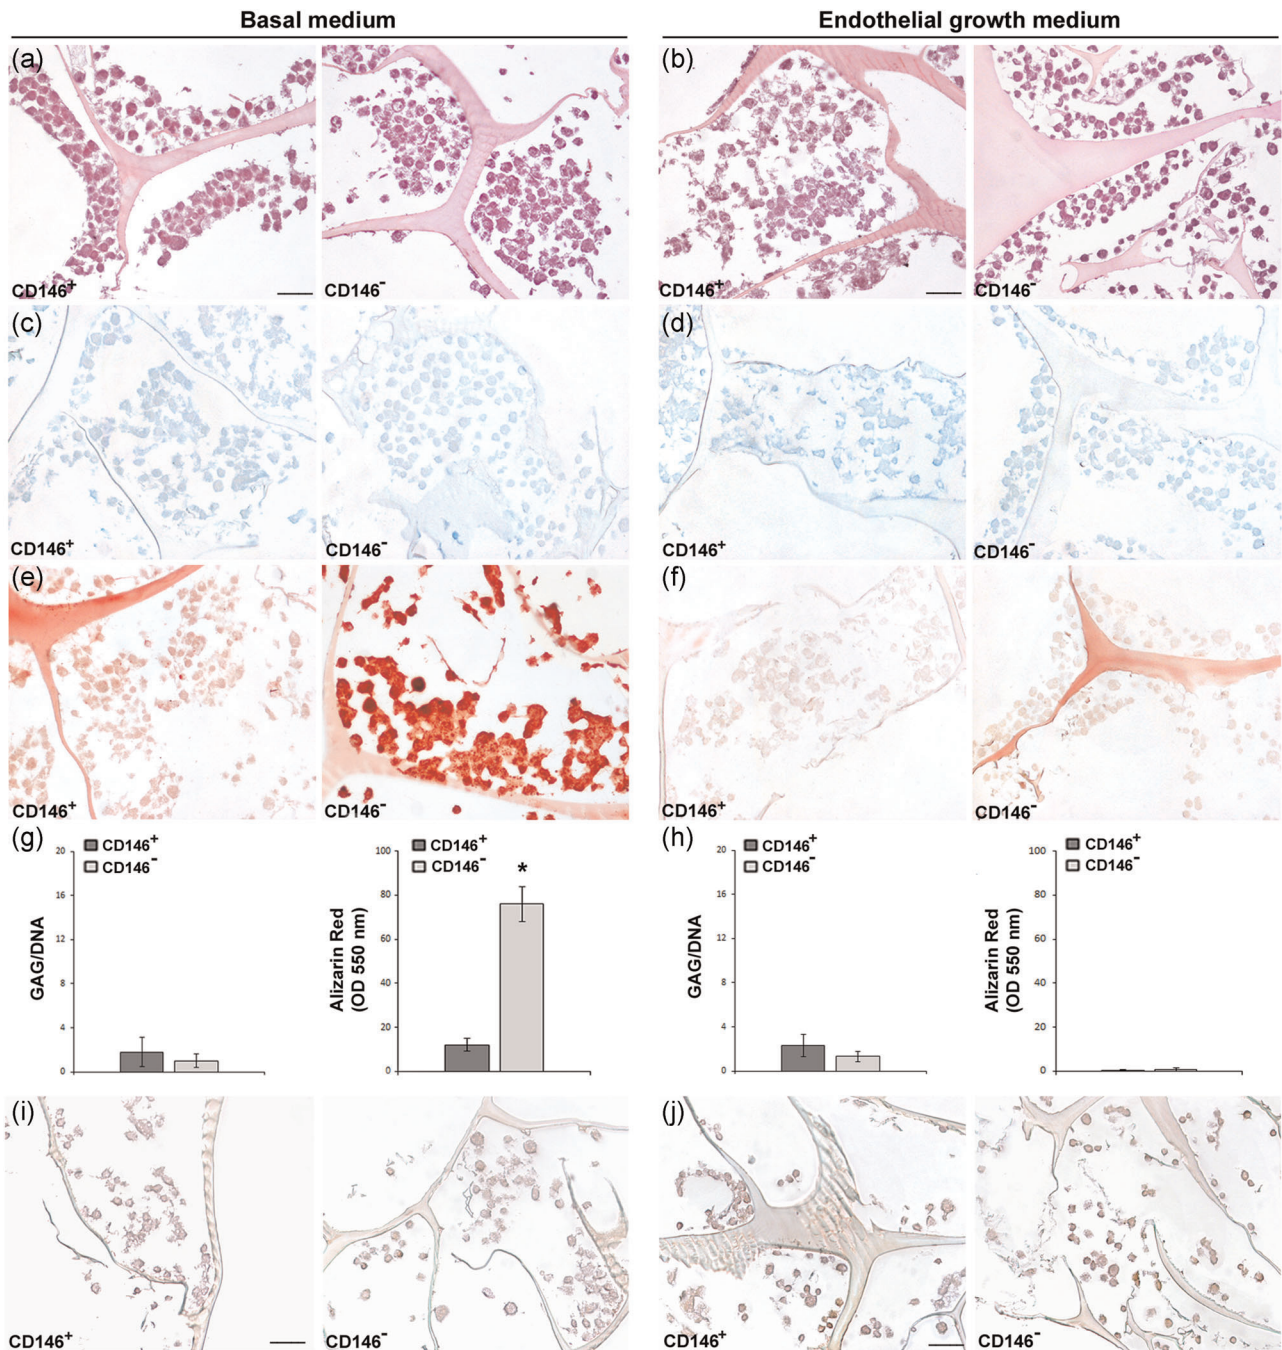 Basal medium
Endothelial growth medium
(a)
CD146+
CD146-
(b)
CD146+
CD146-
(c)
CD146+
CD146-
(d)
CD146+
CD146-
(e)
CD146+
CD146-
(f)
CD146+
CD146-
(g)
CD146+
CD146-
20
16
12
8
4
0
GAG/DNA
CD146+
CD146-
100
80
60
40
20
0
Alizarin Red
(OD 550 nm)
*
(h)
CD146+
CD146-
20
16
12
8
4
0
GAG/DNA
CD146+
CD146-
100
80
60
40
20
0
Alizarin Red
(OD 550 nm)
(i)
CD146+
CD146-
(j)
CD146+
CD146-